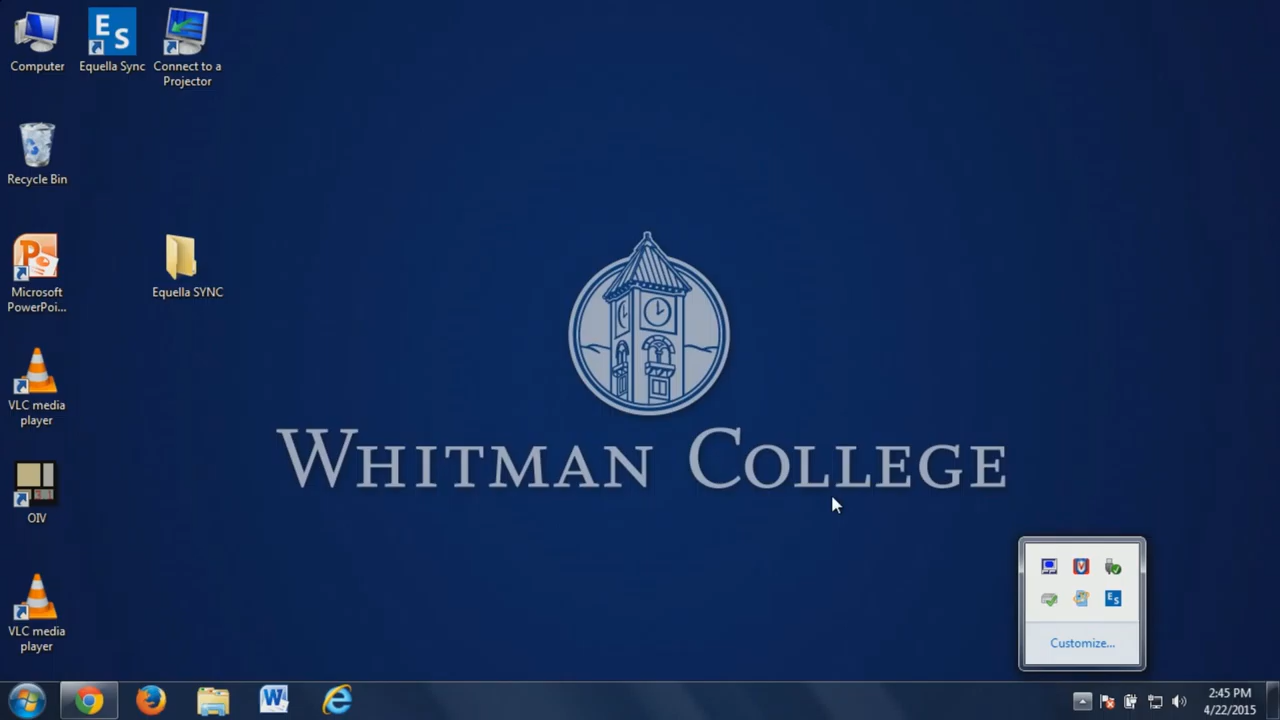 Computer
Equella Sync
Connect to a
Projector
Recycle Bin
Microsoft
PowerPoi...
Equella SYNC
VLC media
player
OIV
VLC media
player
WHITMAN COLLEGE
Customize...
2:45 PM
4/22/2015